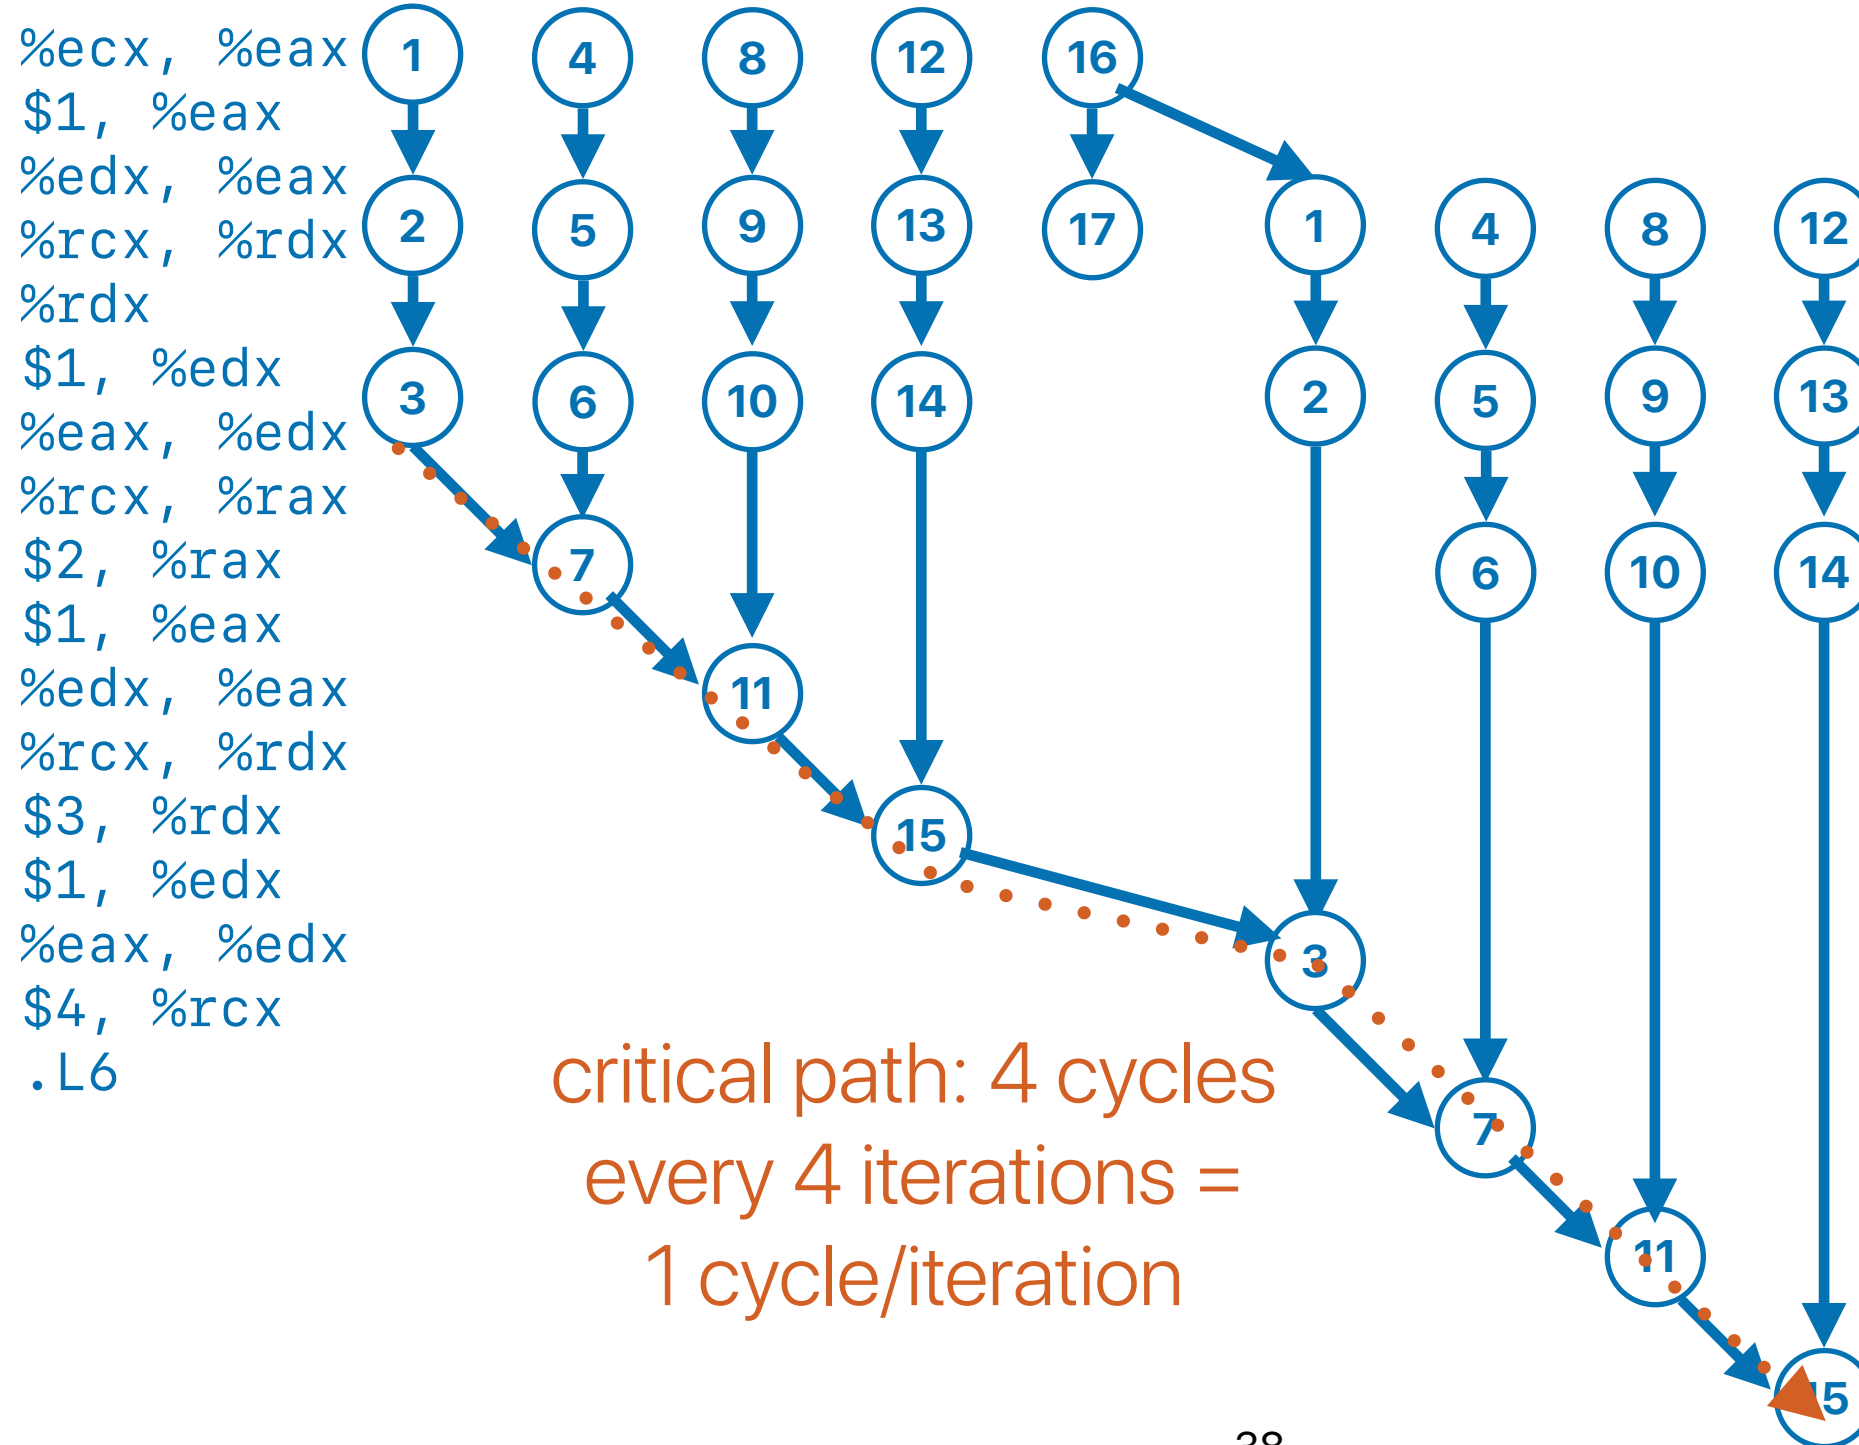 %ecx, %eax
$1, %eax
%edx, %eax
%rcx, %rdx
%rdx
$1, %edx
%eax, %edx
%rcx, %rax
$2, %rax
$1, %eax
%edx, %eax
%rcx, %rdx
$3, %rdx
$1, %edx
%eax, %edx
$4, %rcx
.L6
1 4 8 12 16
2 5 9 13 17 1 4 8 12
3 6 10 14 2 5 9 13
7 6 10 14
11
15
3
7
11
15
critical path: 4 cycles
every 4 iterations =
1 cycle/iteration
38